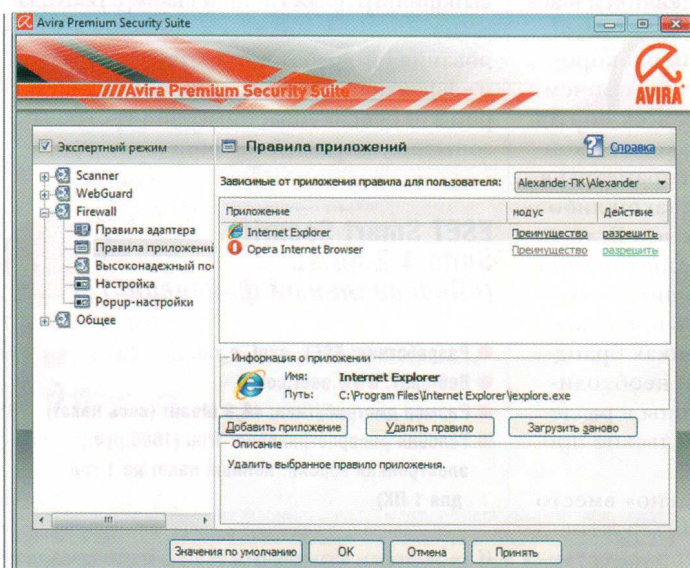 Avira Premium Security Suite
Avira Premium Security Suite
AVIRA
Экспертный режим
Scanner
WebGuard
Firewall
Правила адаптера
Правила приложений
Высоконадежный по
Настройка
Popup-настройки
Общее
Правила приложений
Справка
Зависимые от приложения правила для пользователя:
Alexander-ПК\Alexander
Приложение модус Действие
Internet Explorer Преимущество разрешить
Opera Internet Browser Преимущество разрешить
Информация о приложении
Имя: Internet Explorer
Путь: C:\Program Files\Internet Explorer\iexplore.exe
Добавить приложение
Удалить правило
Загрузить заново
Описание
Удалить выбранное правило приложения.
Значения по умолчанию
OK
Отмена
Принять